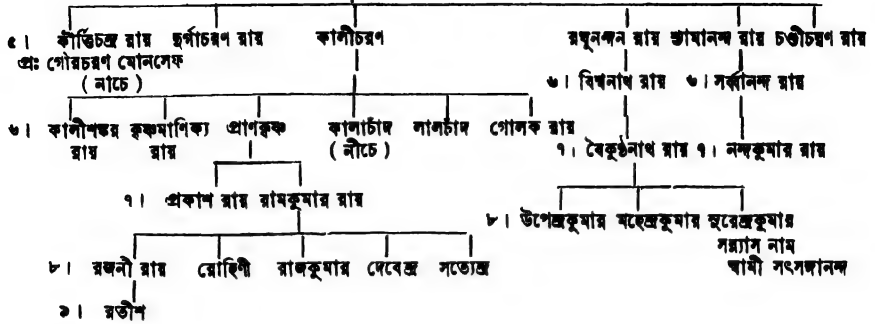 ৫। কীর্ত্তিচন্দ্র রায় দুর্গাচরণ রায় কালীচরণ রঘুনন্দন রায় শ্যামানন্দ রায় চণ্ডীচরণ রায়
প্রঃ গৌরচরণ মোনসেফ
( নীচে )
৬। বিশ্বনাথ রায় ৬। সর্ব্বানন্দ রায়
৬। কালীশঙ্কর কৃষ্ণমাণিক্য প্রাণকৃষ্ণ কালাচাঁদ লালচাঁদ গোলক রায়
রায় রায় ( নীচে )
৭। বৈকুণ্ঠনাথ রায় ৭। নন্দকুমার রায়
৭। প্রকাশ রায় রামকুমার রায়
৮। উপেন্দ্রকুমার মহেন্দ্রকুমার সুরেন্দ্রকুমার
সন্ন্যাস নাম
স্বামী সৎসঙ্গানন্দ
৮। রজনী রায় রোহিণী রাজকুমার দেবেন্দ্র সত্যেন্দ্র
৯। রতীশ